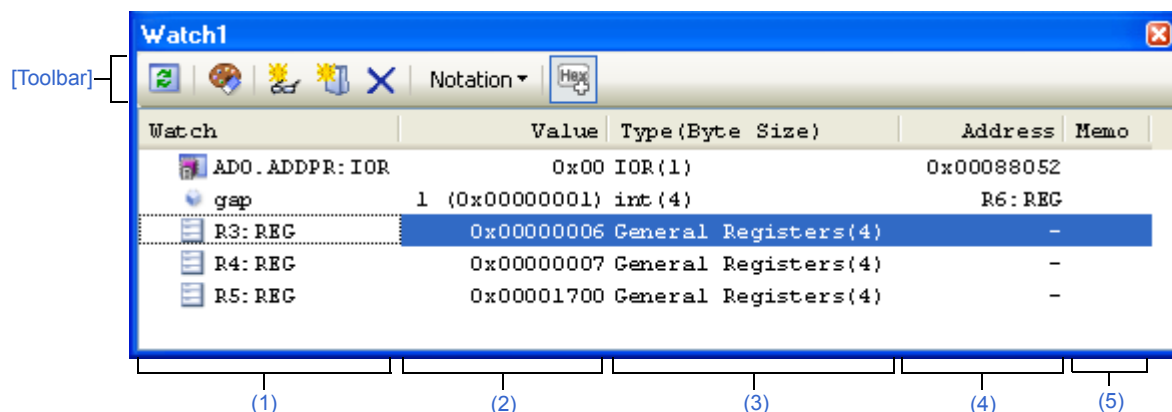 Watch1
[Toolbar] Notation Hex
Watch Value Type(Byte Size) Address Memo
AD0.ADDPR:IOR 0x00 IOR(1) 0x00088052
gap 1 (0x00000001) int(4) R6:REG
R3:REG 0x00000006 General Registers(4) -
R4:REG 0x00000007 General Registers(4) -
R5:REG 0x00001700 General Registers(4) -
(1) (2) (3) (4) (5)